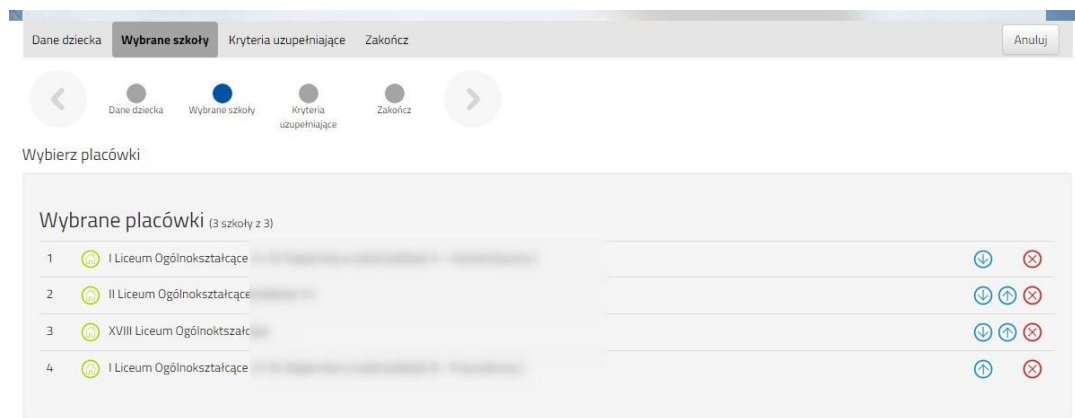 Dane dziecka Wybrane szkoły Kryteria uzupełniające Zakończ Anuluj
Dane dziecka Wybrane szkoły Kryteria Zakończ
uzupełniające
Wybierz placówki
Wybrane placówki (3 szkoły z 3)
1 I Liceum Ogólnokształcące
2 II Liceum Ogólnokształcące
3 XVIII Liceum
4 I Liceum Ogólnokształcące